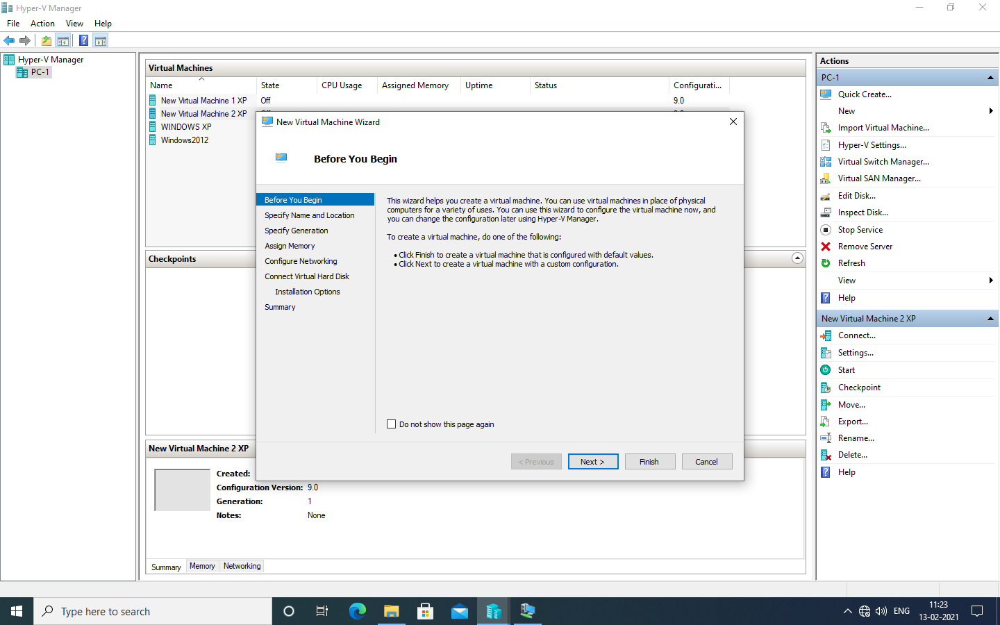 Hyper-V Manager
File Action View Help
Hyper-V Manager
PC-1
Virtual Machines
Name State CPU Usage Assigned Memory Uptime Status Configurati...
New Virtual Machine 1 XP Off 9.0
New Virtual Machine 2 XP
WINDOWS XP
Windows2012
New Virtual Machine Wizard
Before You Begin
Before You Begin
Specify Name and Location
Specify Generation
Assign Memory
Configure Networking
Connect Virtual Hard Disk
Installation Options
Summary
This wizard helps you create a virtual machine. You can use virtual machines in place of physical
computers for a variety of uses. You can use this wizard to configure the virtual machine now, and
you can change the configuration later using Hyper-V Manager.
To create a virtual machine, do one of the following:
• Click Finish to create a virtual machine that is configured with default values.
• Click Next to create a virtual machine with a custom configuration.
Do not show this page again
< Previous Next > Finish Cancel
Checkpoints
New Virtual Machine 2 XP
Created:
Configuration Version: 9.0
Generation: 1
Notes: None
Summary Memory Networking
Actions
PC-1
Quick Create...
New
Import Virtual Machine...
Hyper-V Settings...
Virtual Switch Manager...
Virtual SAN Manager...
Edit Disk...
Inspect Disk...
Stop Service
Remove Server
Refresh
View
Help
New Virtual Machine 2 XP
Connect...
Settings...
Start
Checkpoint
Move...
Export...
Rename...
Delete...
Help
Type here to search
ENG
11:23
13-02-2021